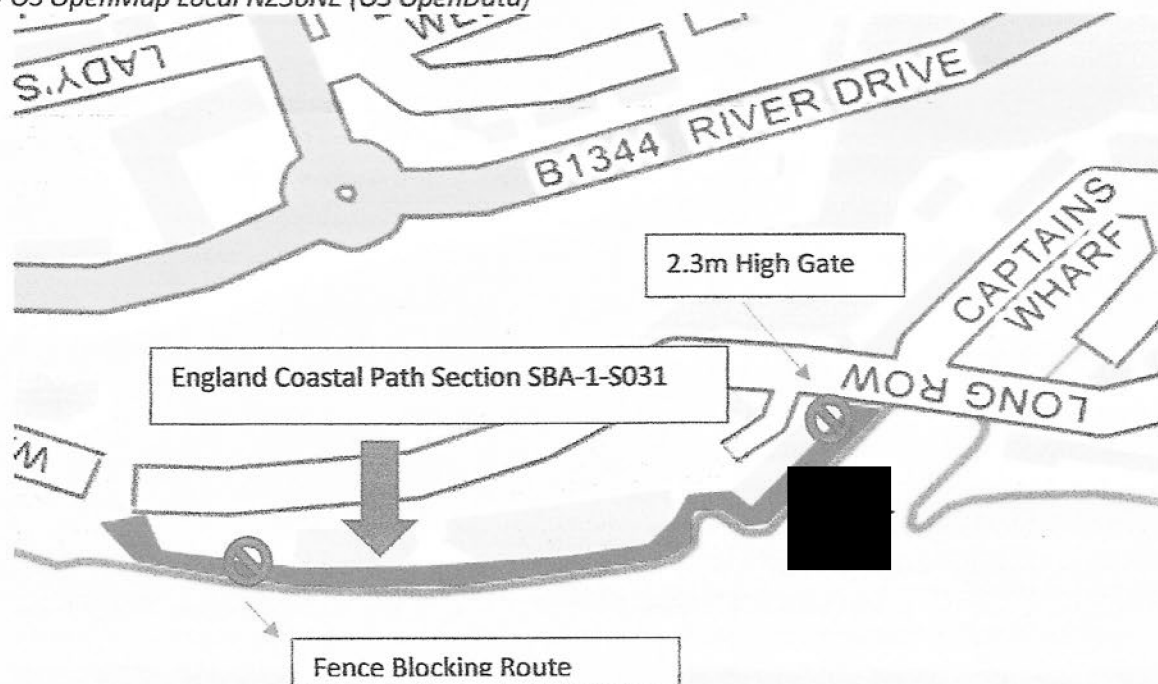 OS OpenMap Local NZ36NE (OS OpenData)
LADY'S
WE
B1344 RIVER DRIVE
2.3m High Gate
CAPTAINS
WHARF
England Coastal Path Section SBA-1-S031
LONG ROW
W
Fence Blocking Route